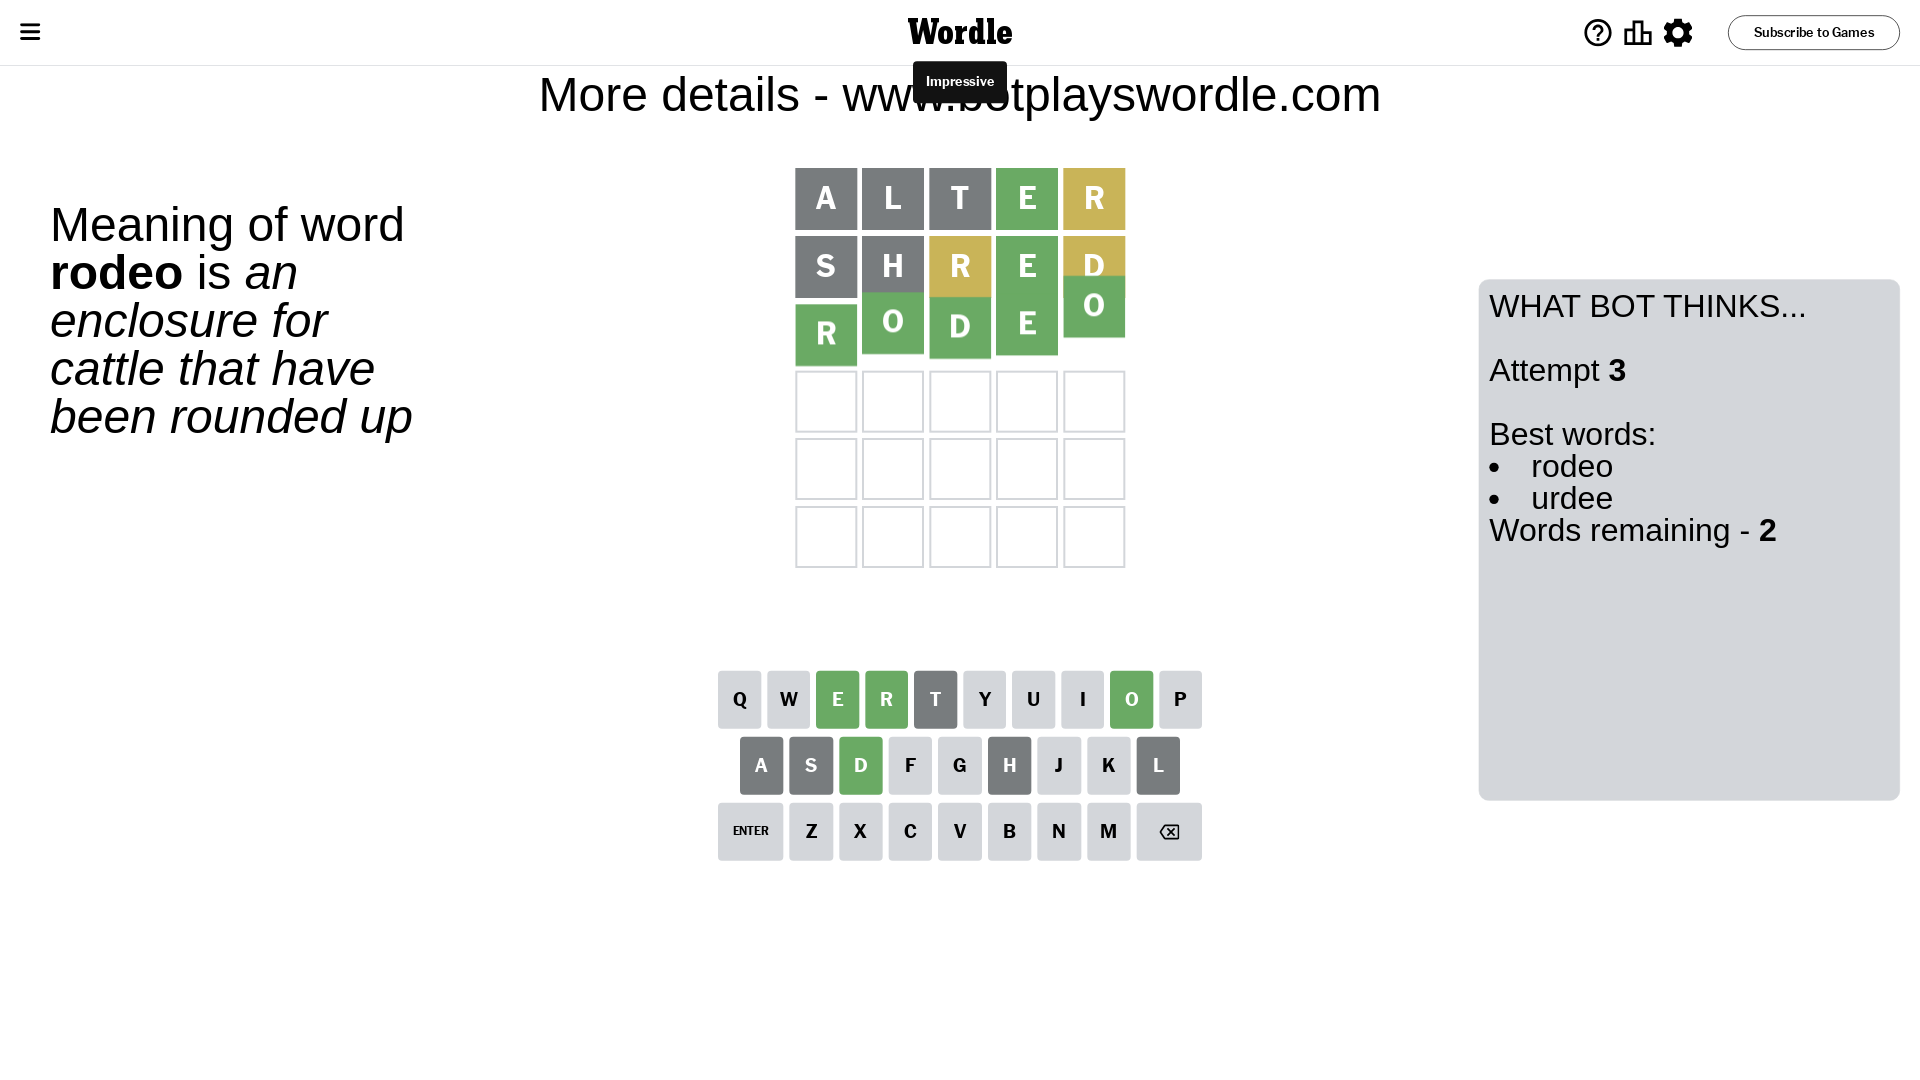 Wordle
Subscribe to Games
Impressive
More details - www.botplayswordle.com
Meaning of word
rodeo is an
enclosure for
cattle that have
been rounded up
A L T E R
S H R E D
R O D E O
WHAT BOT THINKS...
Attempt 3
Best words:
• rodeo
• urdee
Words remaining - 2
Q W E R T Y U I O P
A S D F G H J K L
ENTER Z X C V B N M